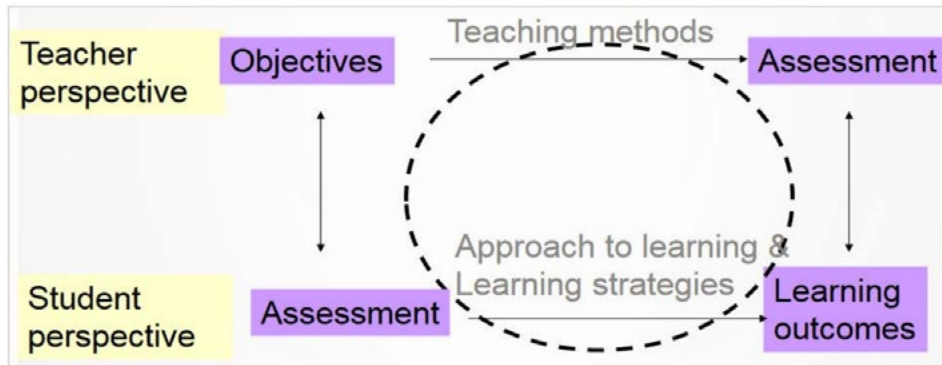 Teaching methods
Teacher
perspective
Objectives
Assessment
Approach to learning &
Learning strategies
Student
perspective
Assessment
Learning
outcomes